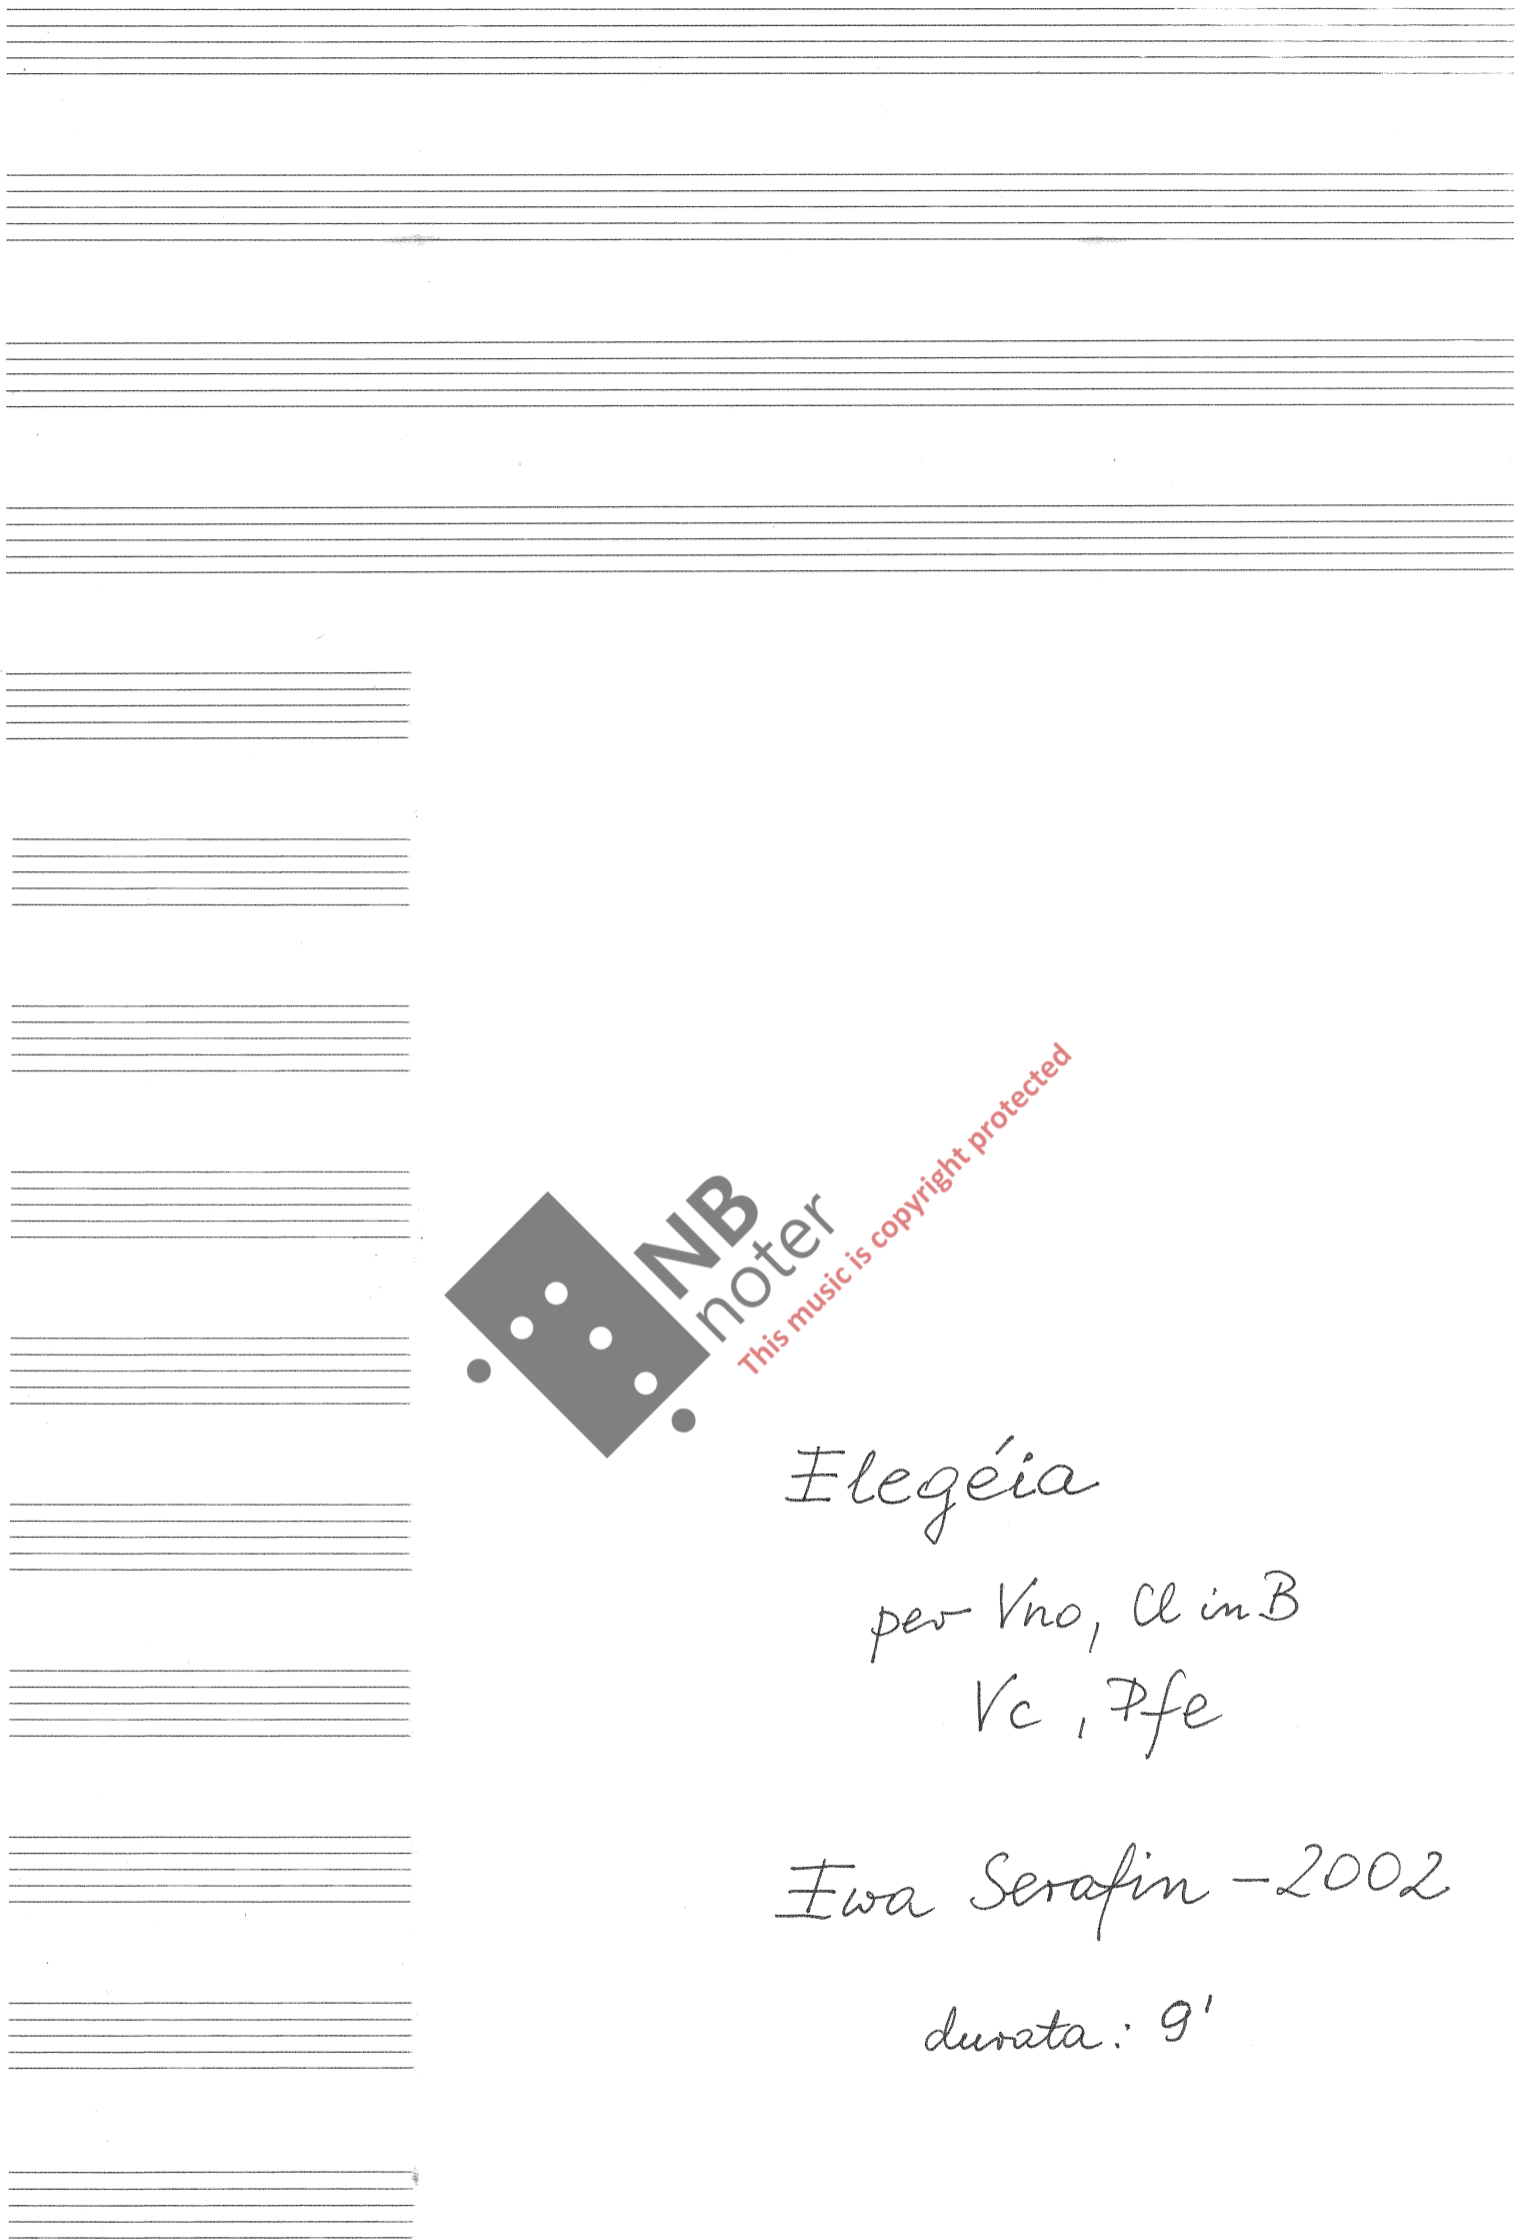 NB
noter
This music is copyright protected
Elegéia
per Vno, Cl in B
Vc, Pfe
Ewa Serafin – 2002
durata: 9'